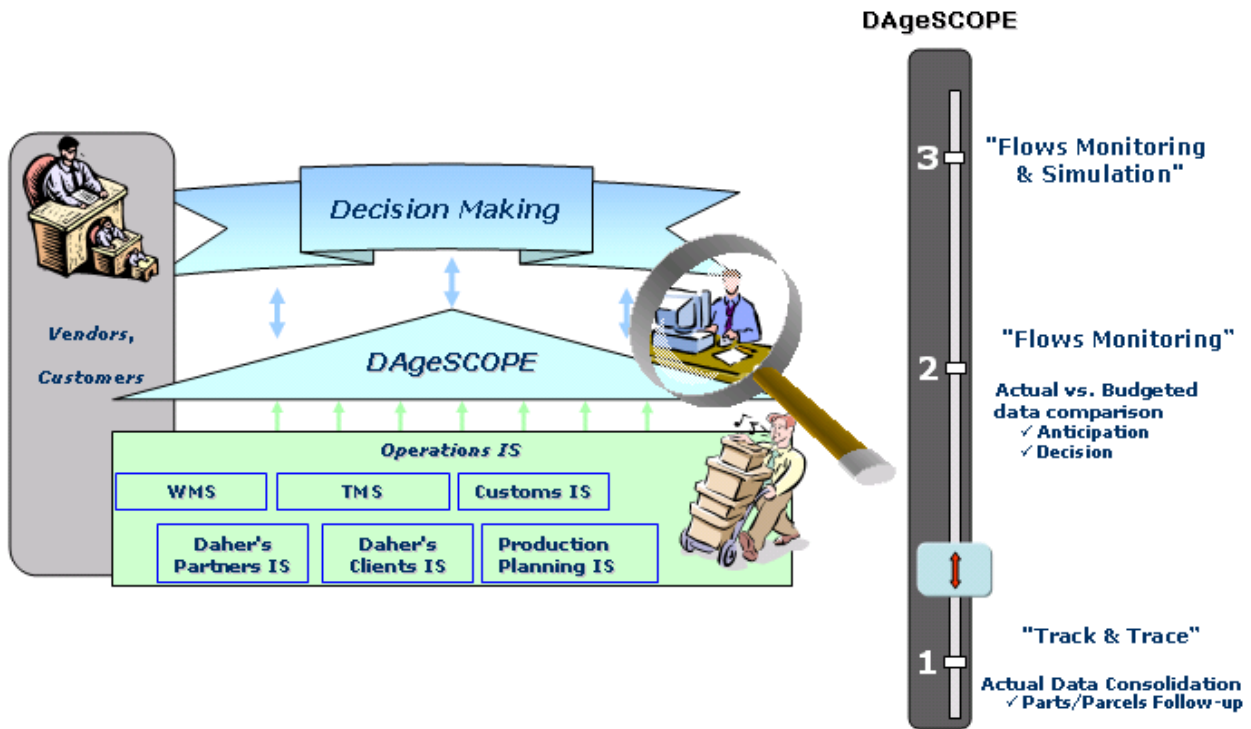 DAgeSCOPE
3
"Flows Monitoring
& Simulation"
Decision Making
Vendors,
Customers
DAgeSCOPE
2
"Flows Monitoring"
Actual vs. Budgeted
data comparison
✓ Anticipation
✓ Decision
Operations IS
WMS
TMS
Customs IS
Daher's
Partners IS
Daher's
Clients IS
Production
Planning IS
1
"Track & Trace"
Actual Data Consolidation
✓ Parts/Parcels Follow-up